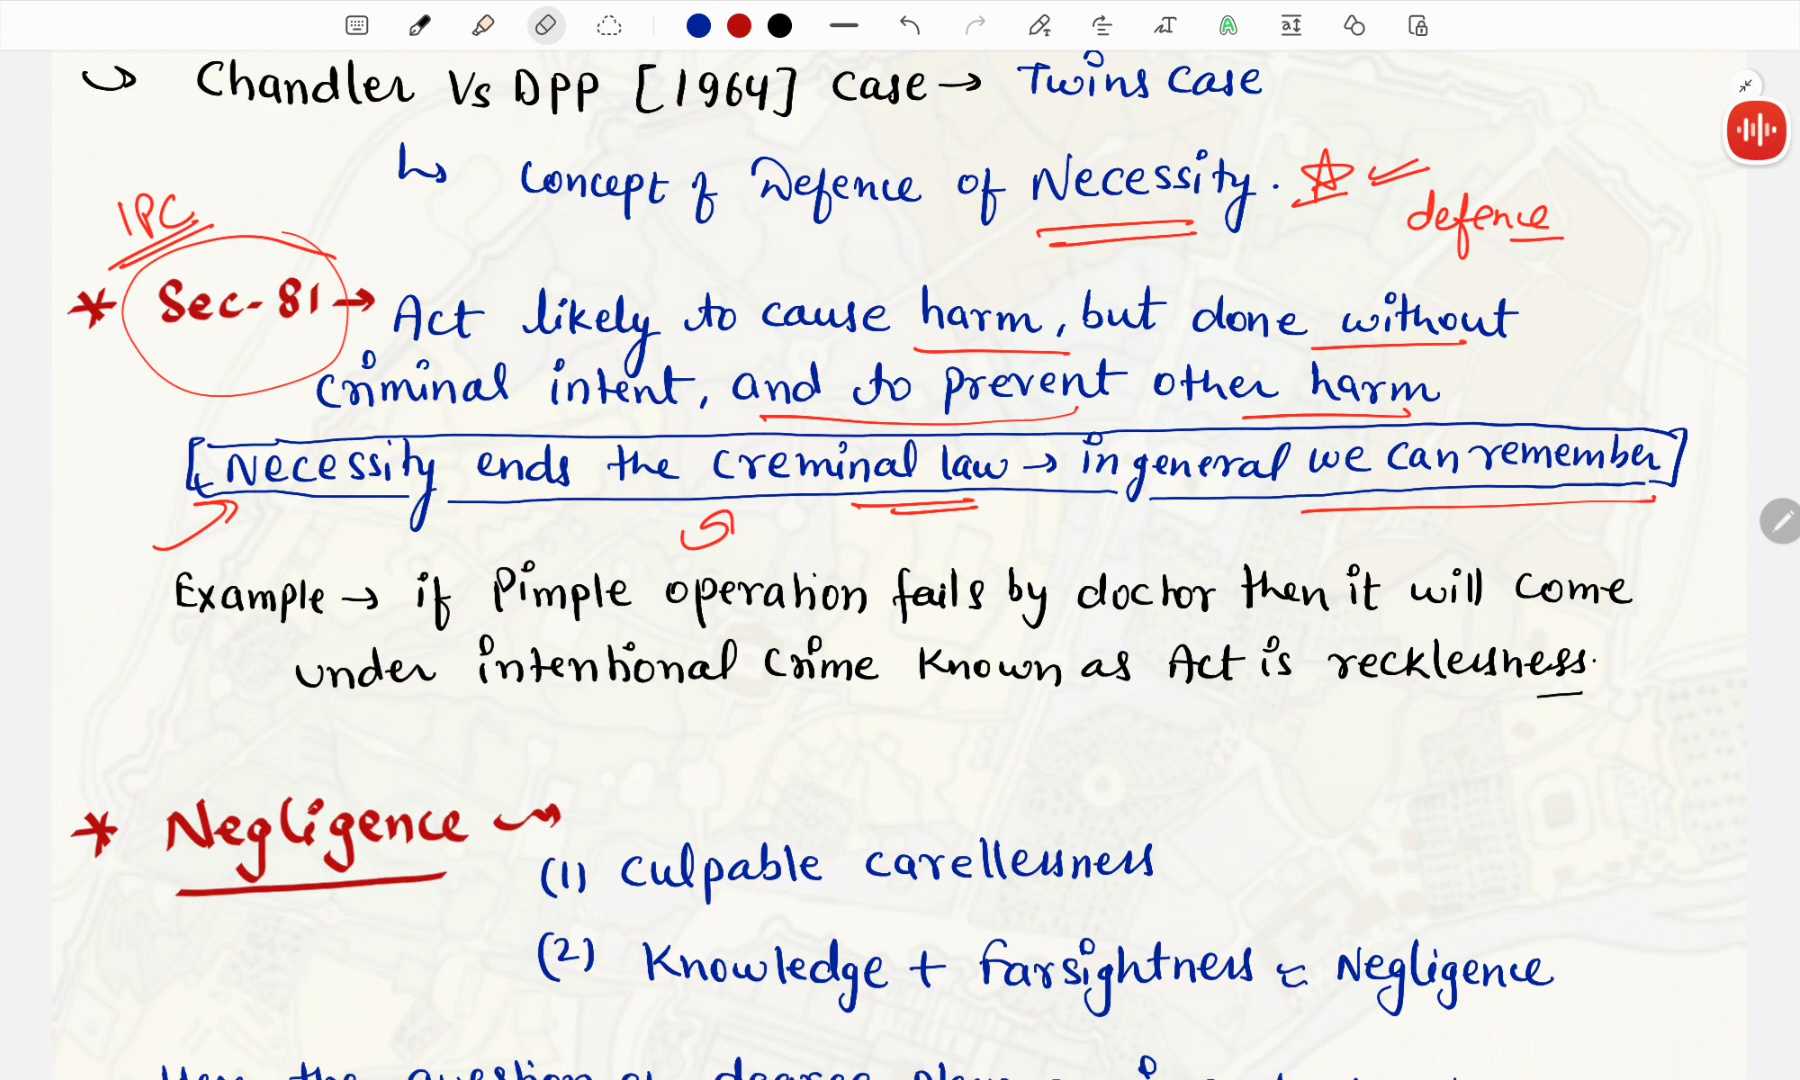 Chandler Vs DPP [1964] Case → Twins Case
↳ Concept of Defence of Necessity.
defence
IPC
* Sec-81 → Act likely to cause harm, but done without
criminal intent, and to prevent other harm
[↳ Necessity ends the creminal law → in general we can remember]
Example → if Pimple operation fails by doctor then it will come
under intentional Crime Known as Act is recklessness.
* Negligence
(1) Culpable carellessness
(2) Knowledge + farsightness Negligence